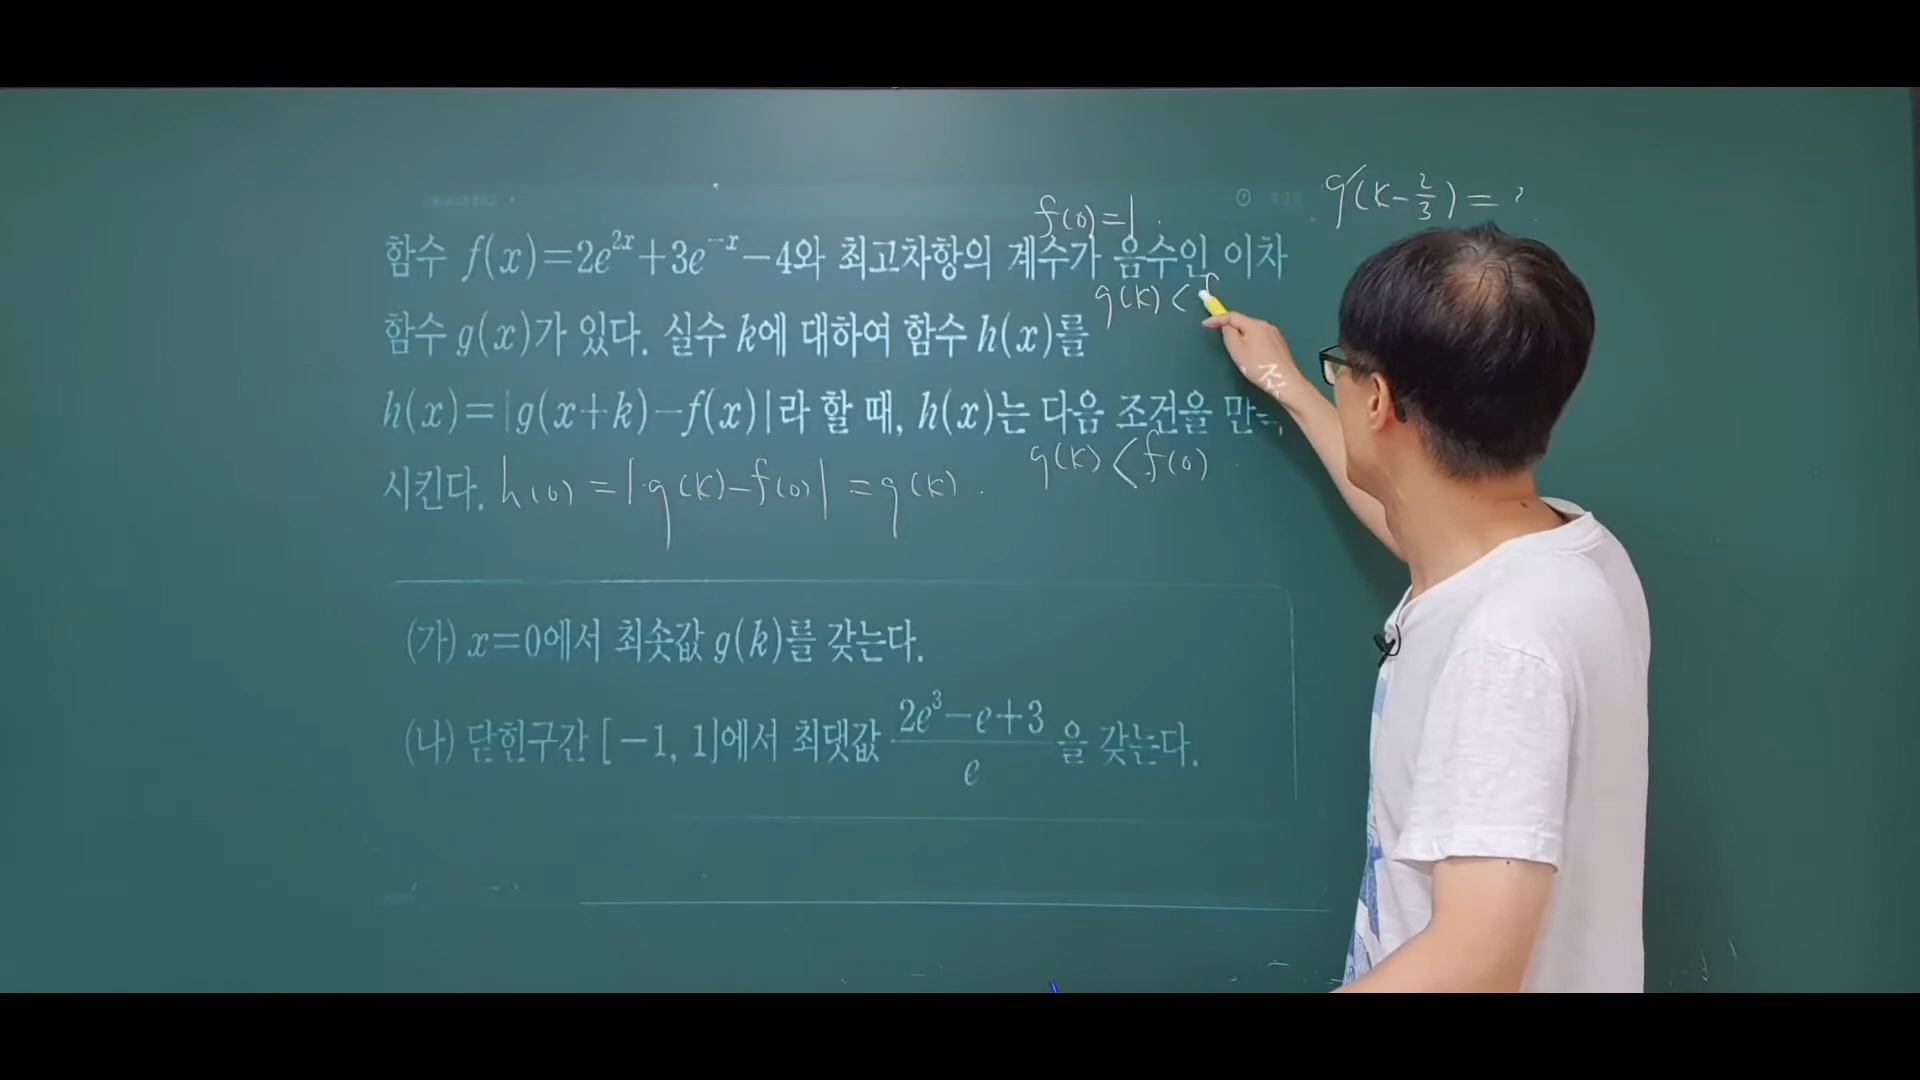 g'(k-2/3)=?
f(0)=1
함수 f(x)=2e^{2x}+3e^{-x}-4와 최고차항의 계수가 음수인 이차
g(k)<f
함수 g(x)가 있다. 실수 k에 대하여 함수 h(x)를
h(x)=|g(x+k)-f(x)|라 할 때, h(x)는 다음 조건을 만족
g(k)<f(0)
시킨다. h(0)=|g(k)-f(0)|=g(k).
(가) x=0에서 최솟값 g(k)를 갖는다.
(나) 닫힌구간 [-1, 1]에서 최댓값 (2e^3-e+3)/e 을 갖는다.